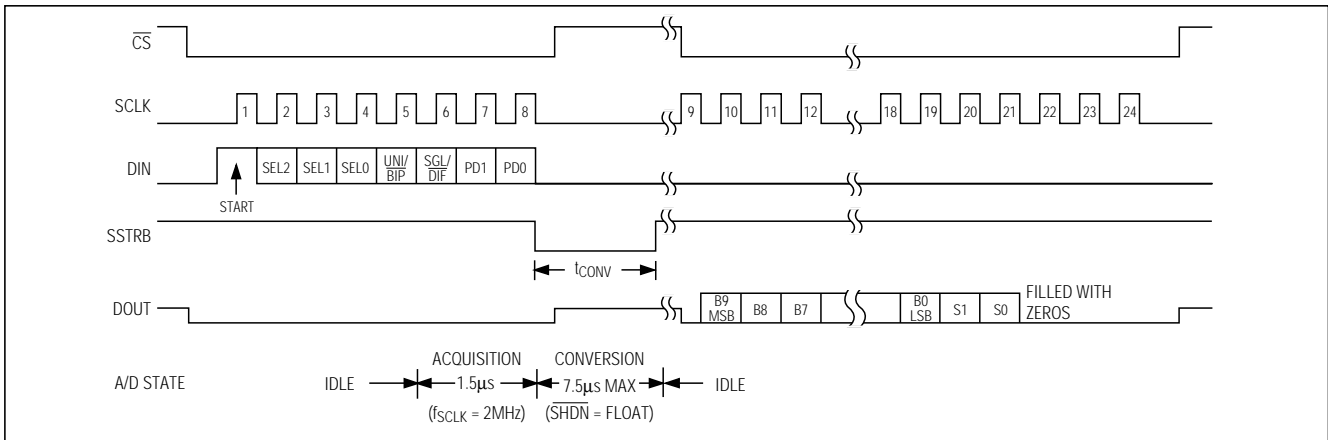 CS
SCLK 1 2 3 4 5 6 7 8 9 10 11 12 18 19 20 21 22 23 24
DIN SEL2 SEL1 SEL0 UNI/ BIP SGL/ DIF PD1 PD0
START
SSTRB
tCONV
DOUT B9 MSB B8 B7 B0 LSB S1 S0 FILLED WITH ZEROS
ACQUISITION CONVERSION
A/D STATE IDLE 1.5μs 7.5μs MAX IDLE
(fSCLK = 2MHz) (SHDN = FLOAT)